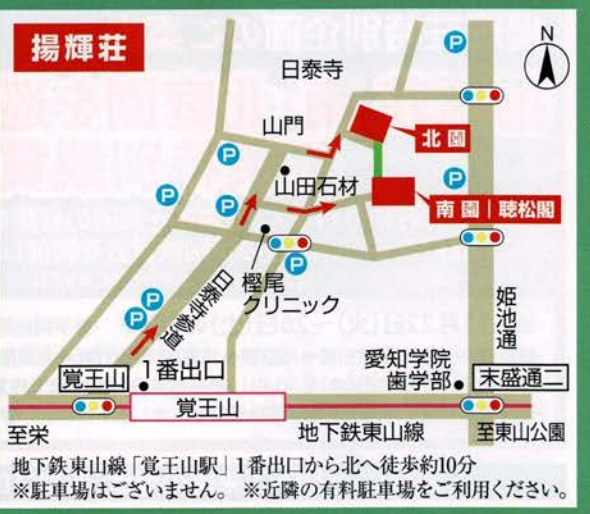 揚輝荘
N
P
日泰寺
山門
北園
P
山田石材
P
P
P
南園｜聴松閣
P
樫尾
クリニック
日泰寺参道
P
P
姫池通
1番出口
愛知学院
歯学部
末盛通二
覚王山
覚王山
至栄
地下鉄東山線
至東山公園
地下鉄東山線「覚王山駅」1番出口から北へ徒歩約10分
※駐車場はございません。 ※近隣の有料駐車場をご利用ください。